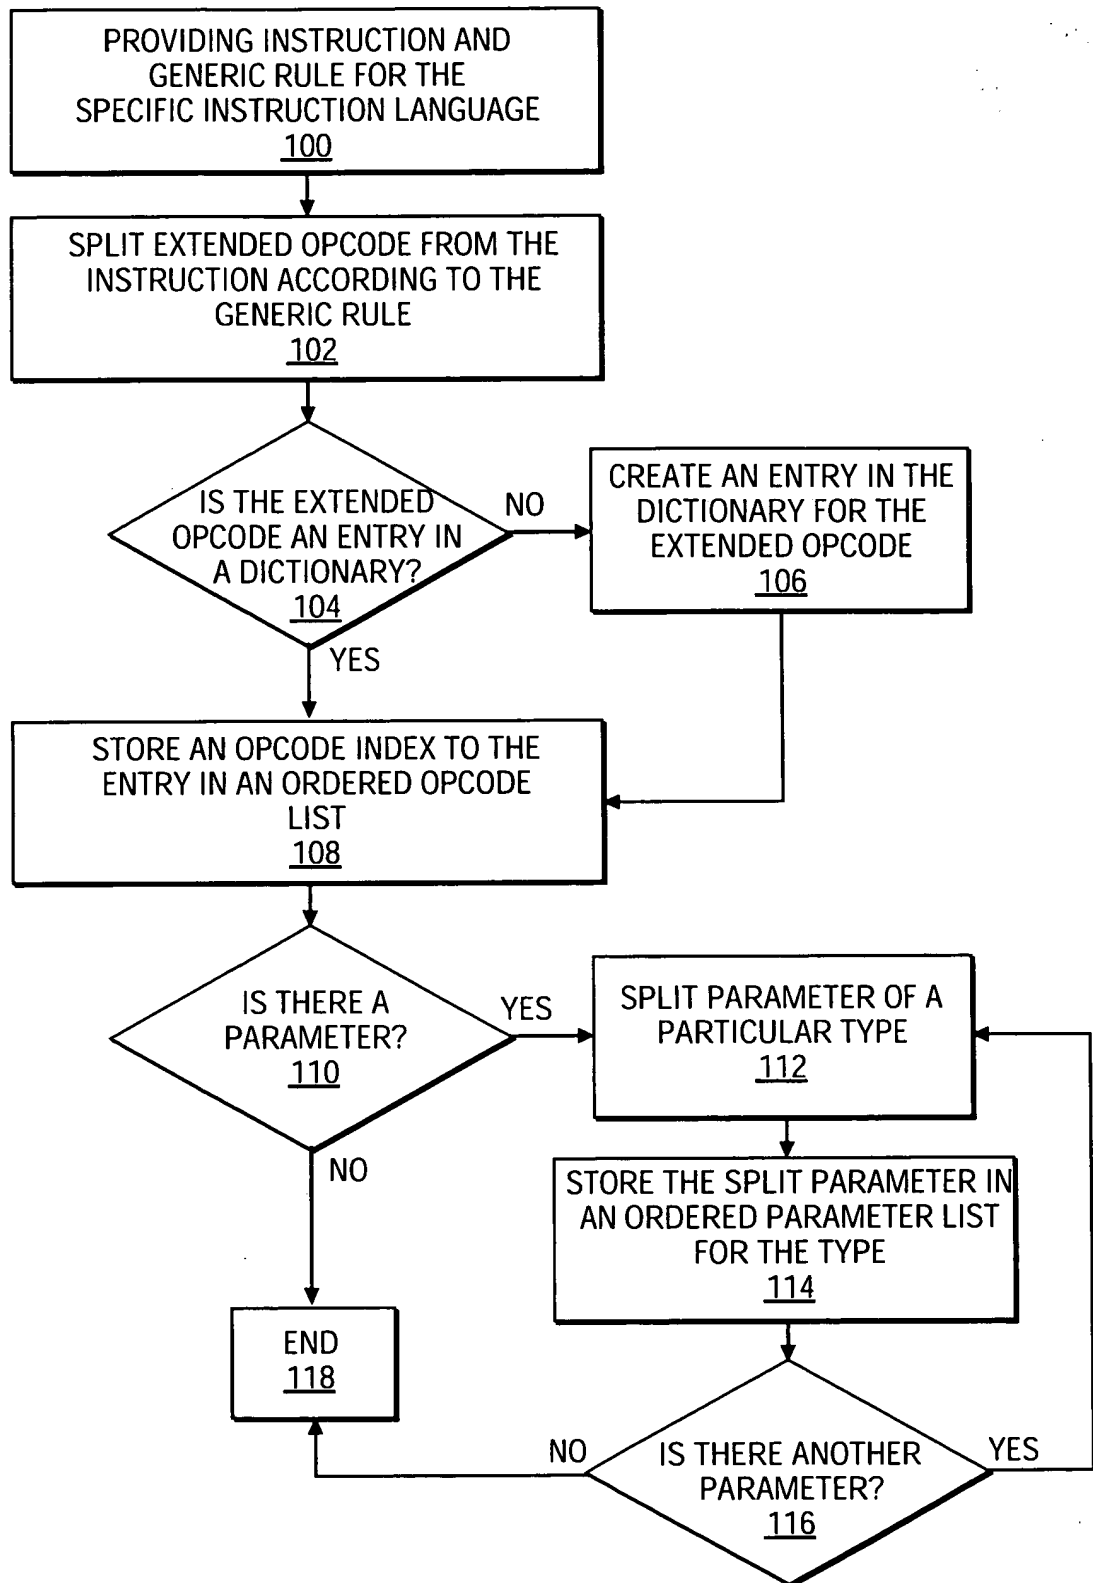 PROVIDING INSTRUCTION AND
GENERIC RULE FOR THE
SPECIFIC INSTRUCTION LANGUAGE
100
SPLIT EXTENDED OPCODE FROM THE
INSTRUCTION ACCORDING TO THE
GENERIC RULE
102
IS THE EXTENDED
OPCODE AN ENTRY IN
A DICTIONARY?
104
NO
CREATE AN ENTRY IN THE
DICTIONARY FOR THE
EXTENDED OPCODE
106
YES
STORE AN OPCODE INDEX TO THE
ENTRY IN AN ORDERED OPCODE
LIST
108
IS THERE A
PARAMETER?
110
YES
SPLIT PARAMETER OF A
PARTICULAR TYPE
112
NO
STORE THE SPLIT PARAMETER IN
AN ORDERED PARAMETER LIST
FOR THE TYPE
114
END
118
NO
IS THERE ANOTHER
PARAMETER?
116
YES